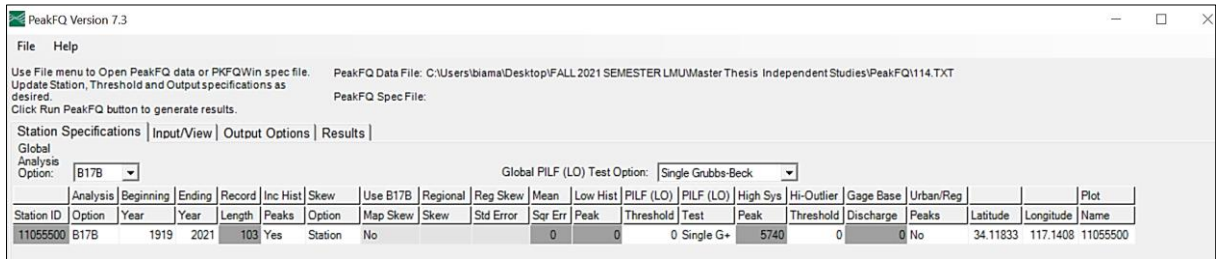 PeakFQ Version 7.3
File Help
Use File menu to Open PeakFQ data or PKFQWin spec file.
Update Station, Threshold and Output specifications as
desired.
Click Run PeakFQ button to generate results.
PeakFQ Data File: C:\Users\biama\Desktop\FALL 2021 SEMESTER LMU\Master Thesis Independent Studies\PeakFQ\114.TXT
PeakFQ Spec File:
Station Specifications Input/View Output Options Results
Global
Analysis
Option: B17B Global PILF (LO) Test Option: Single Grubbs-Beck
Analysis Beginning Ending Record Inc Hist Skew Use B17B Regional Reg Skew Mean Low Hist PILF (LO) PILF (LO) High Sys Hi-Outlier Gage Base Urban/Reg Plot
Station ID Option Year Year Length Peaks Option Map Skew Skew Std Error Sqr Err Peak Threshold Test Peak Threshold Discharge Peaks Latitude Longitude Name
11055500 B17B 1919 2021 103 Yes Station No 0 0 0 Single G+ 5740 0 0 No 34.11833 117.1408 11055500